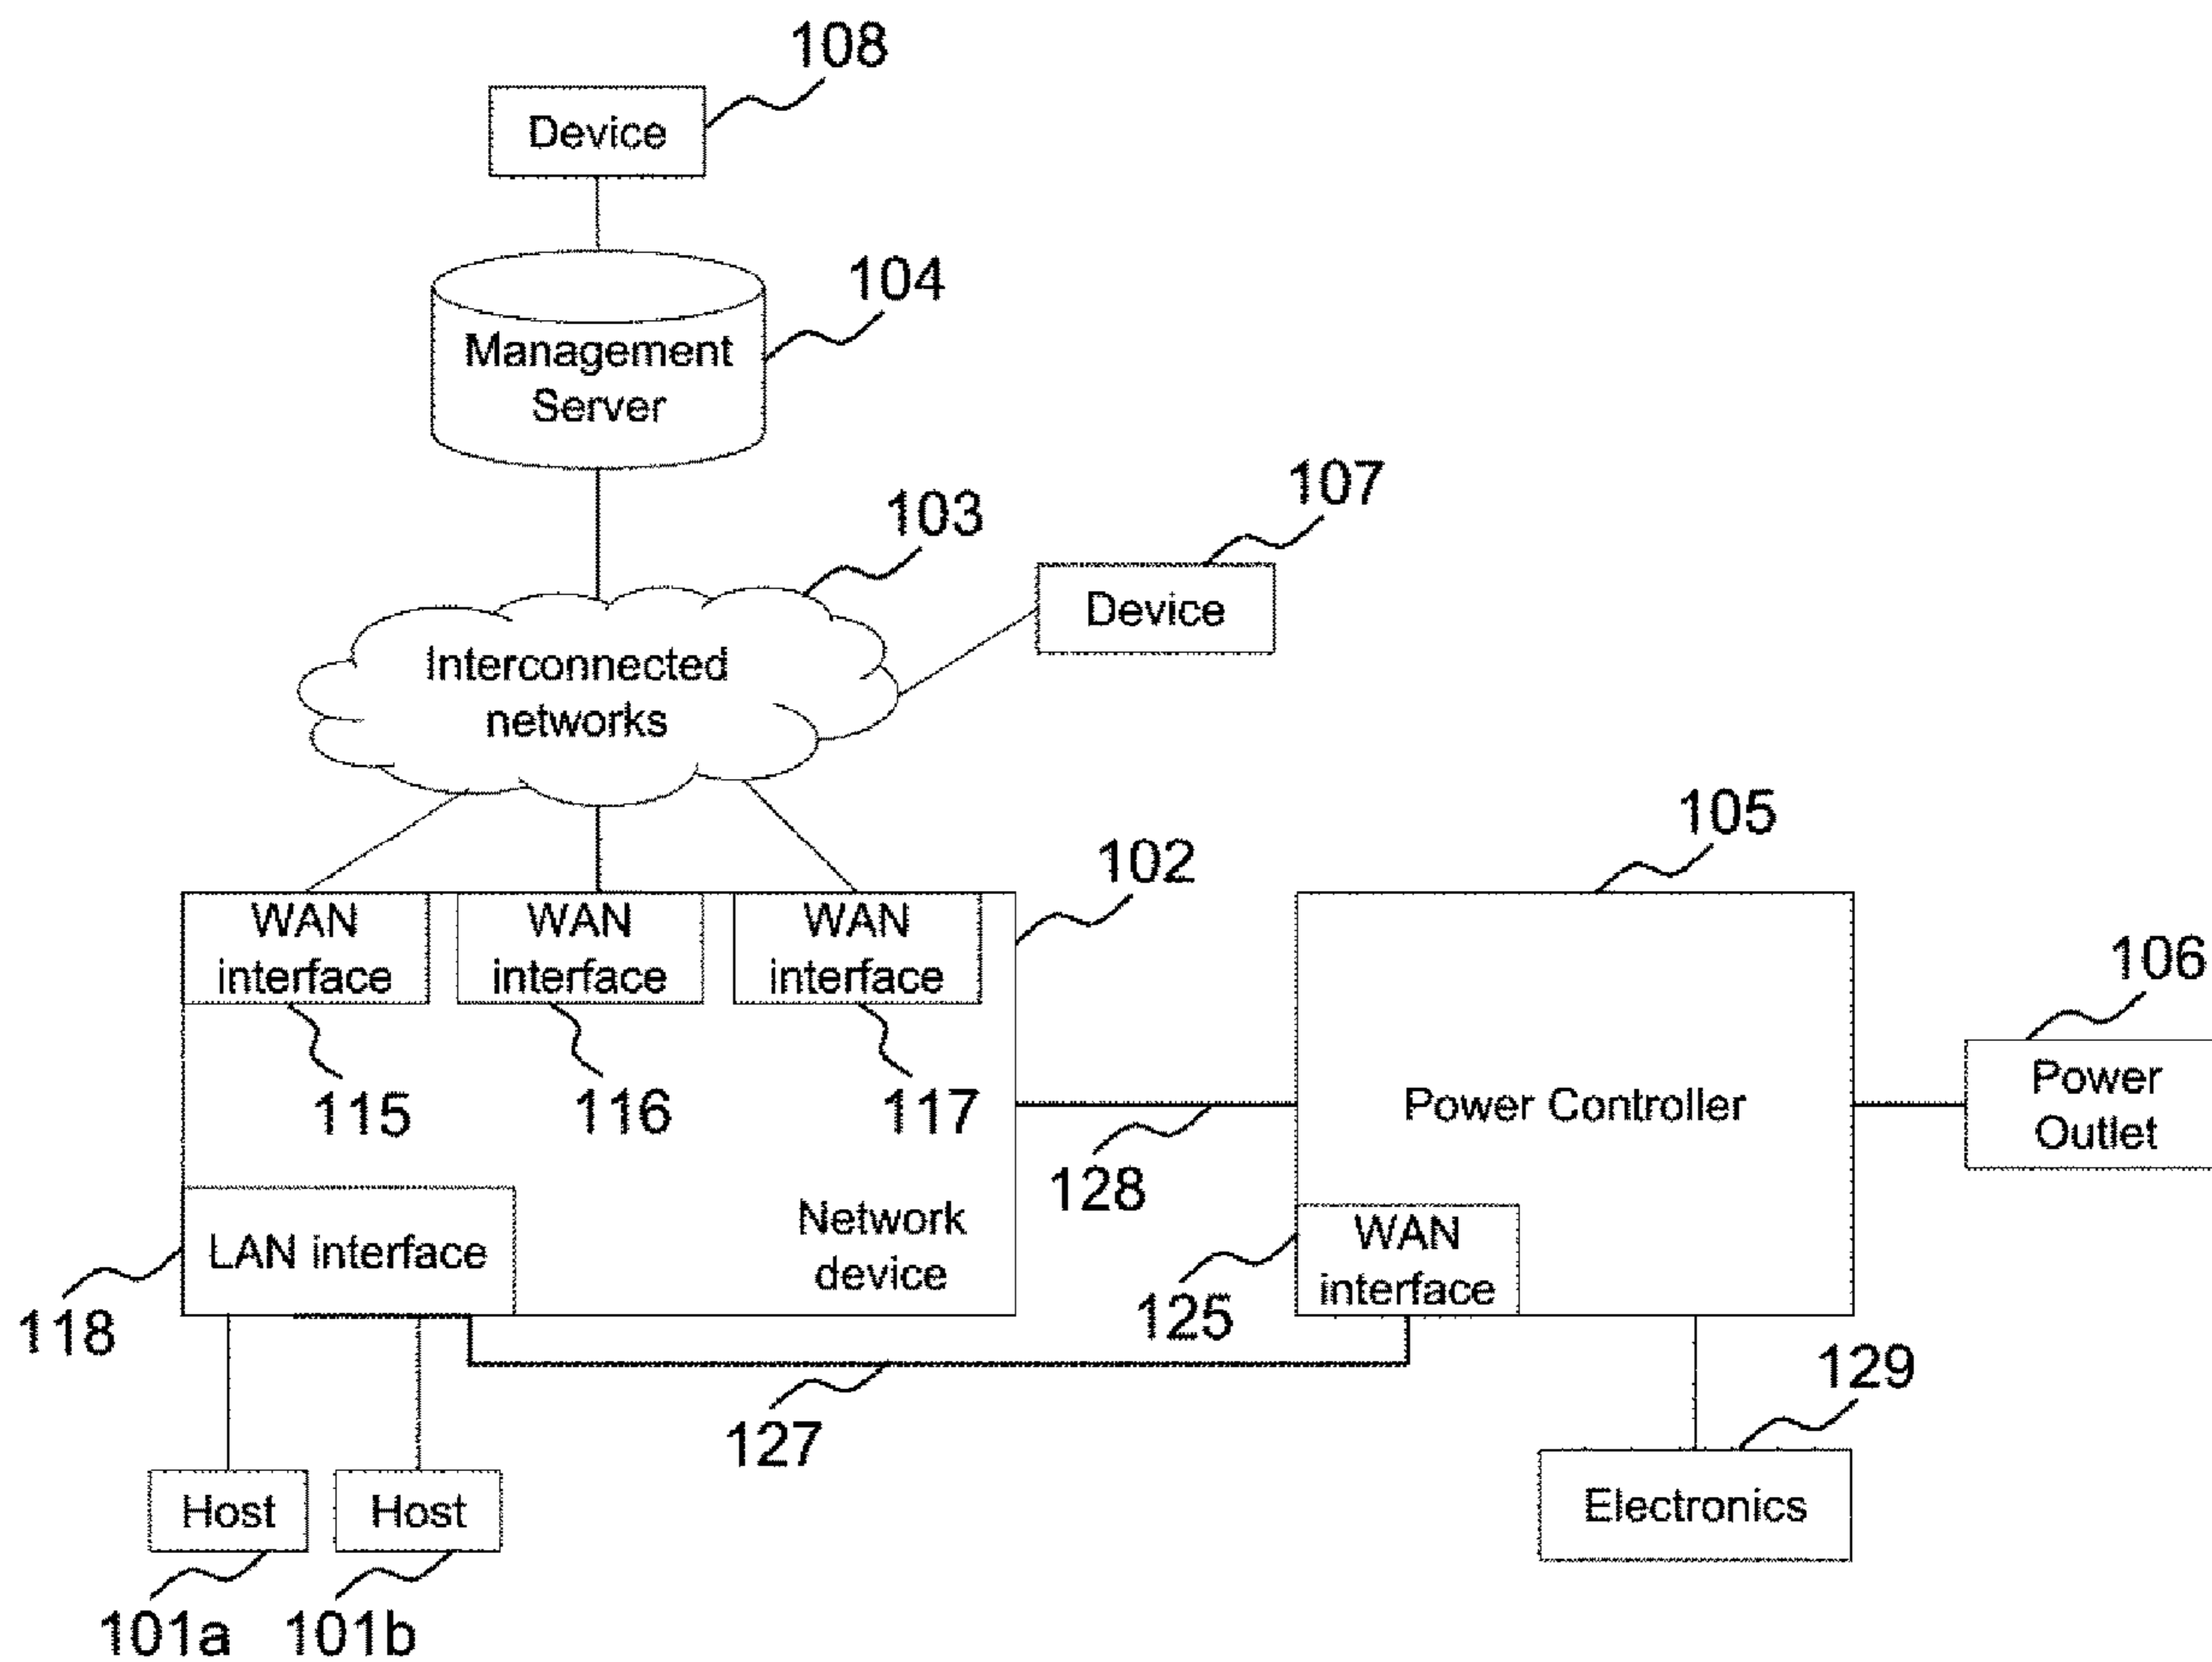 108
Device
104
Management
Server
107
103
Device
Interconnected
networks
105
102
106
WAN
interface
WAN
interface
WAN
interface
Power
Outlet
115
116
117
Power Controller
128
Network
device
LAN interface
WAN
interface
118
125
129
127
Host
Host
Electronics
101a
101b